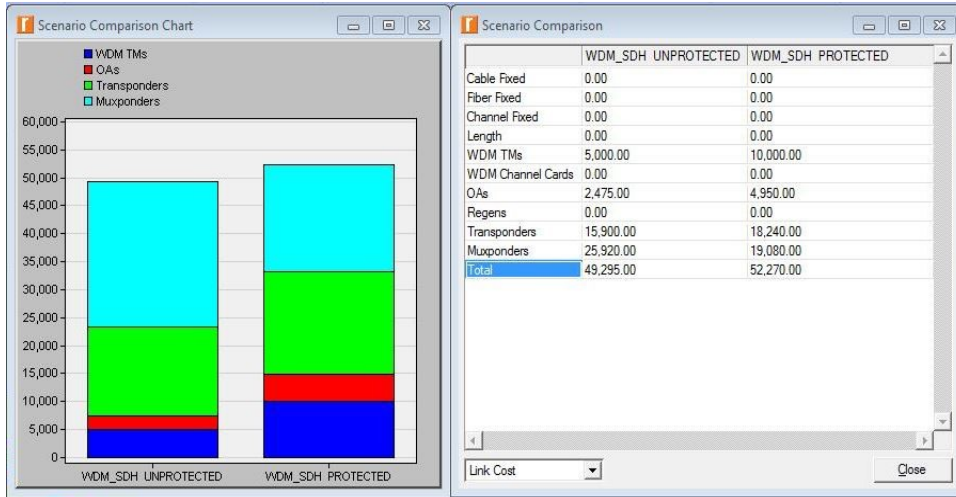 Scenario Comparison Chart
WDM TMs
OAs
Transponders
Muxponders
60,000
55,000
50,000
45,000
40,000
35,000
30,000
25,000
20,000
15,000
10,000
5,000
0
WDM_SDH UNPROTECTED WDM_SDH PROTECTED
Scenario Comparison
WDM_SDH UNPROTECTED WDM_SDH PROTECTED
Cable Fixed 0.00 0.00
Fiber Fixed 0.00 0.00
Channel Fixed 0.00 0.00
Length 0.00 0.00
WDM TMs 5,000.00 10,000.00
WDM Channel Cards 0.00 0.00
OAs 2,475.00 4,950.00
Regens 0.00 0.00
Transponders 15,900.00 18,240.00
Muxponders 25,920.00 19,080.00
Total 49,295.00 52,270.00
Link Cost
Close